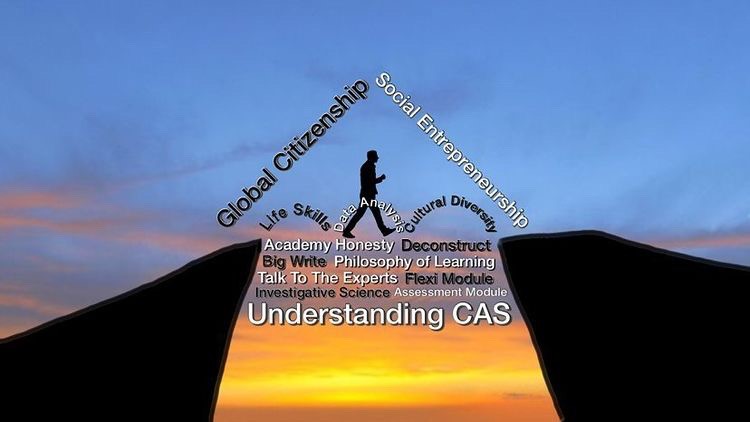 Global Citizenship
Social Entrepreneurship
Life Skills
Data Analysis
Cultural Diversity
Academy Honesty Deconstruct
Big Write Philosophy of Learning
Talk To The Experts Flexi Module
Investigative Science Assessment Module
Understanding CAS